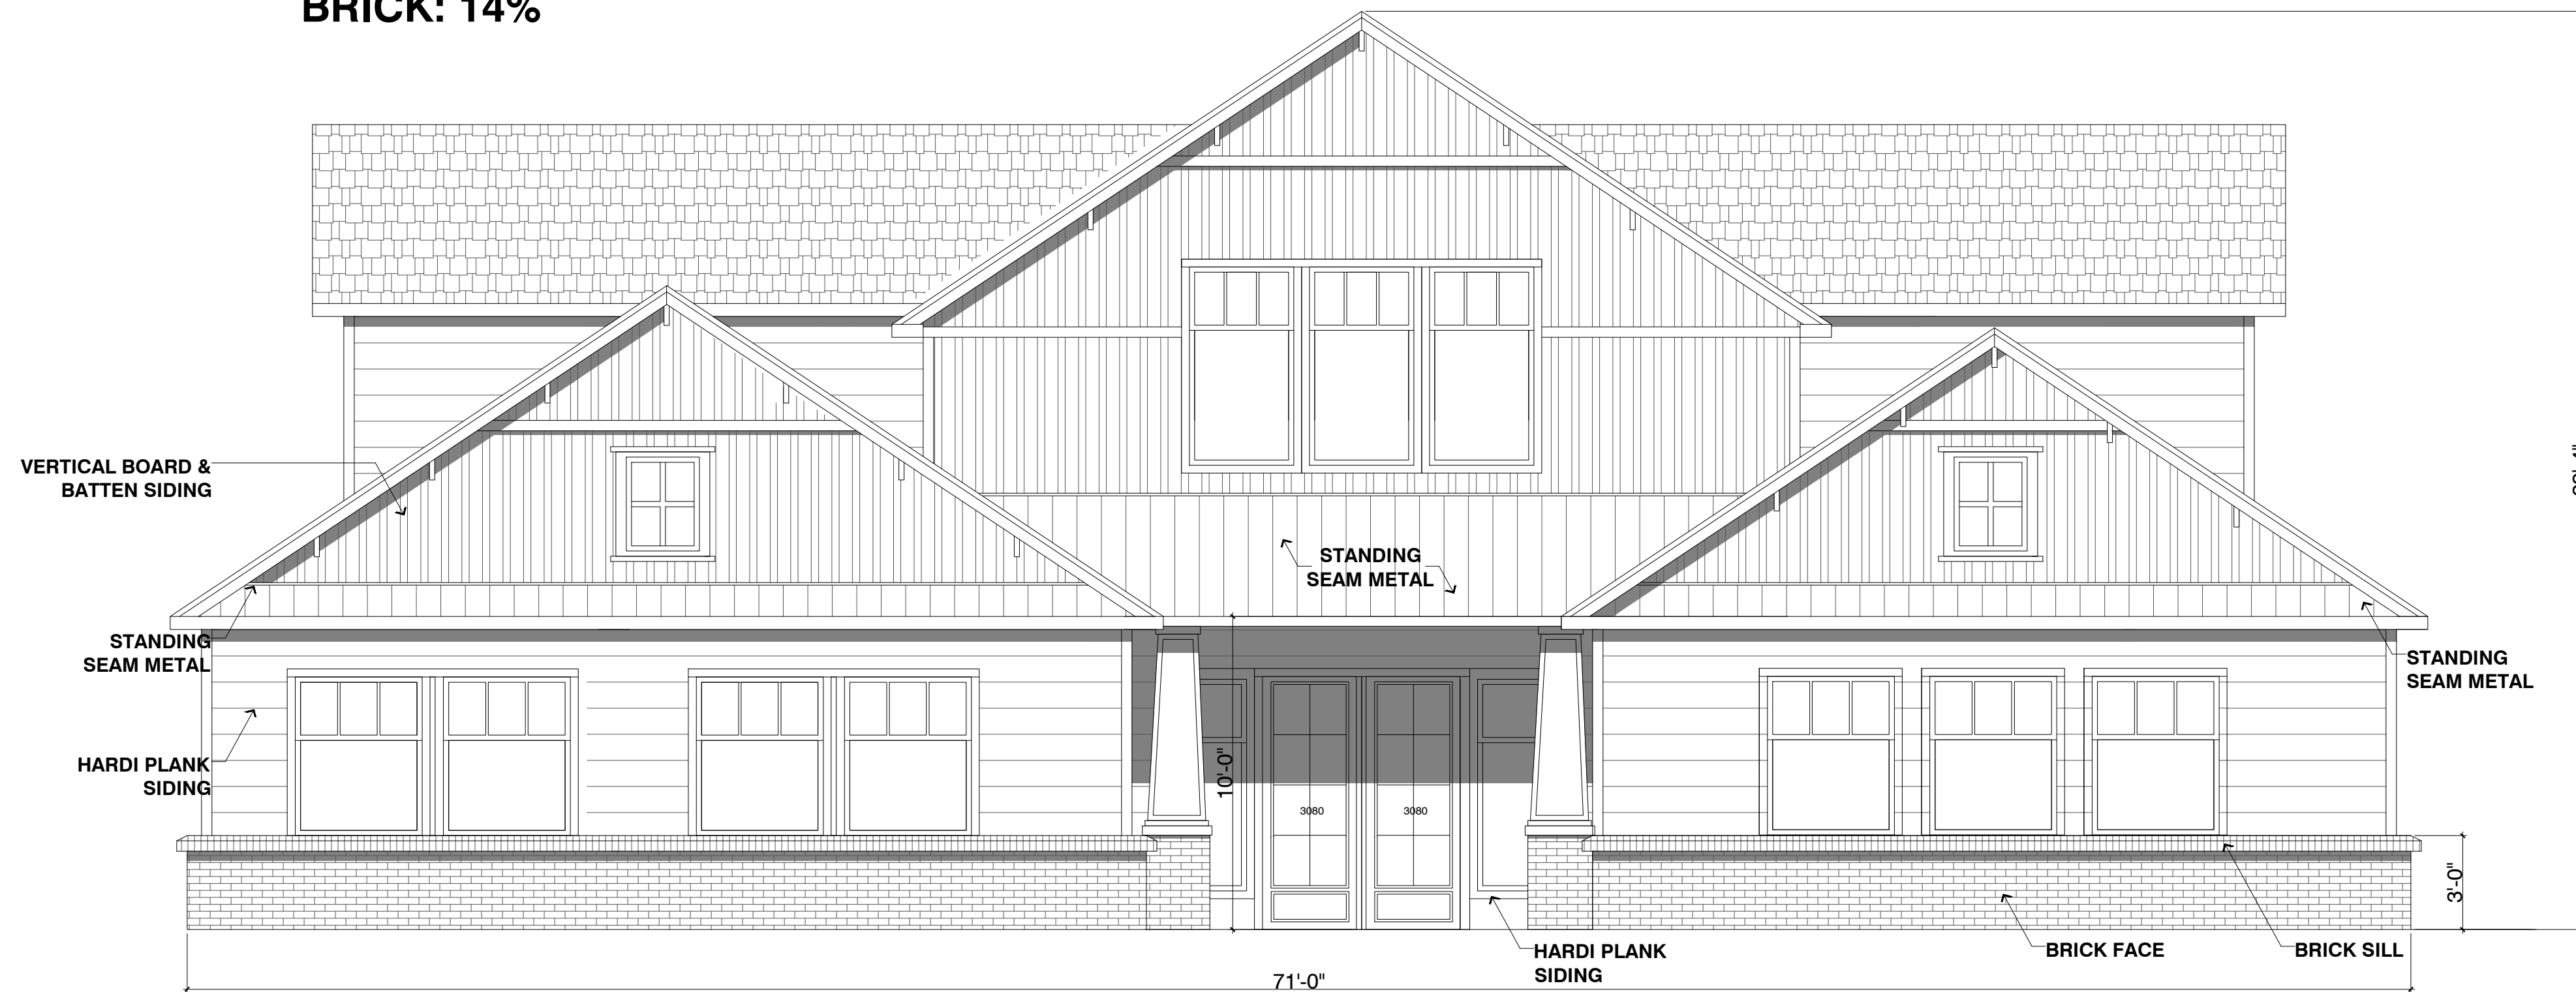 BRICK: 14%
VERTICAL BOARD &
BATTEN SIDING
STANDING
SEAM METAL
STANDING
SEAM METAL
STANDING
SEAM METAL
HARDI PLANK
SIDING
10'-0"
3080
3080
3'-0"
HARDI PLANK
SIDING
BRICK FACE
BRICK SILL
71'-0"